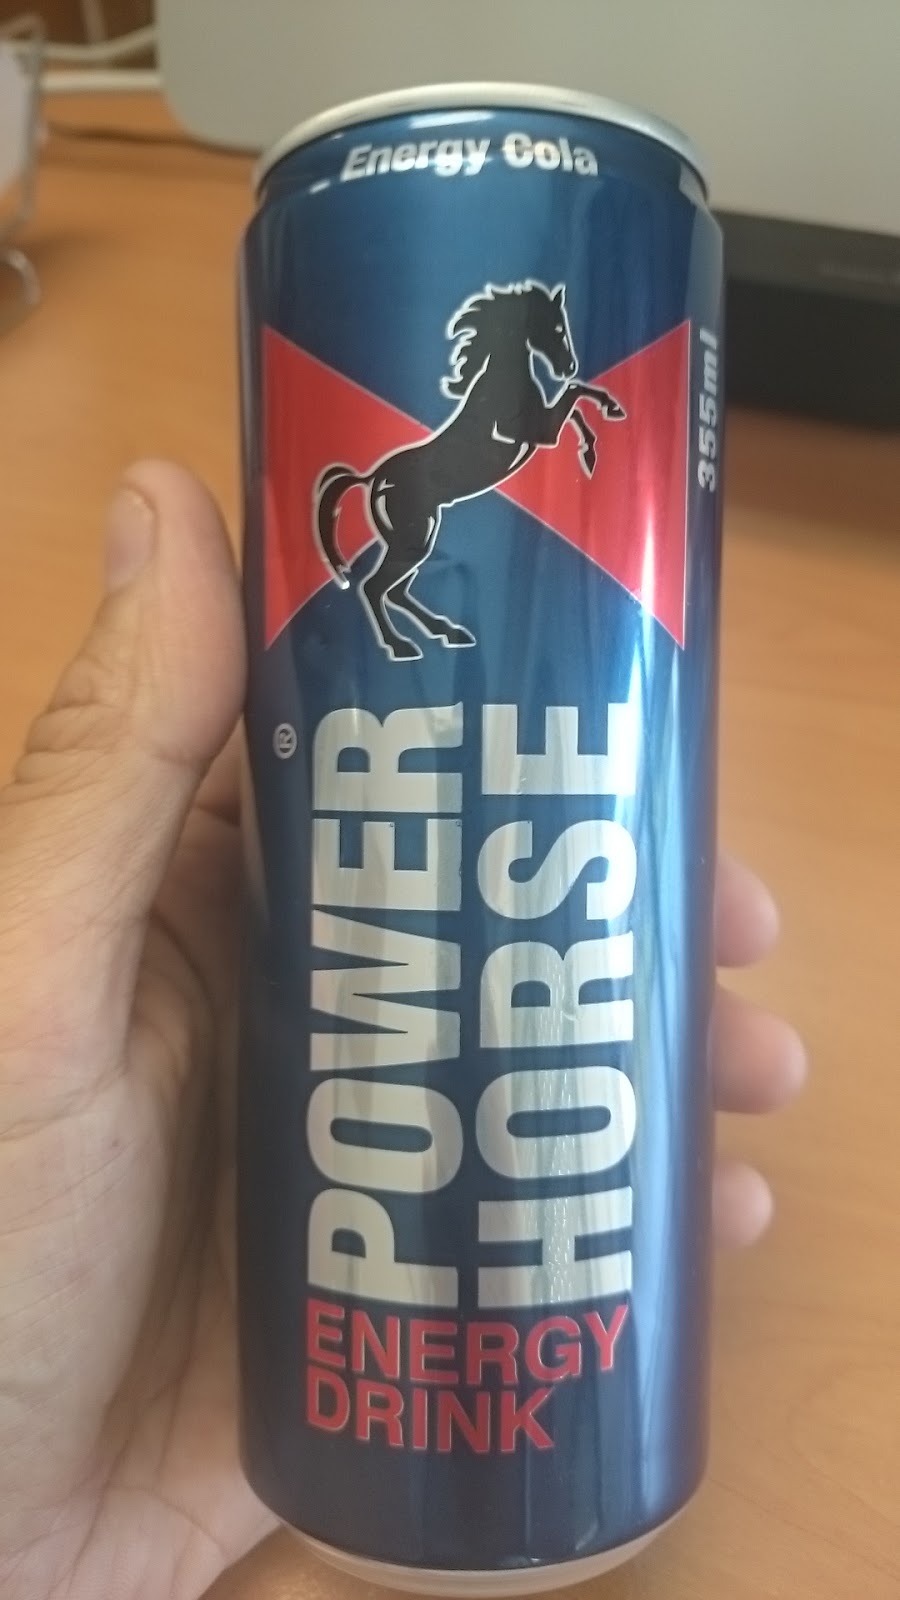 Energy Cola
355ml
®
POWER
HORSE
ENERGY
DRINK